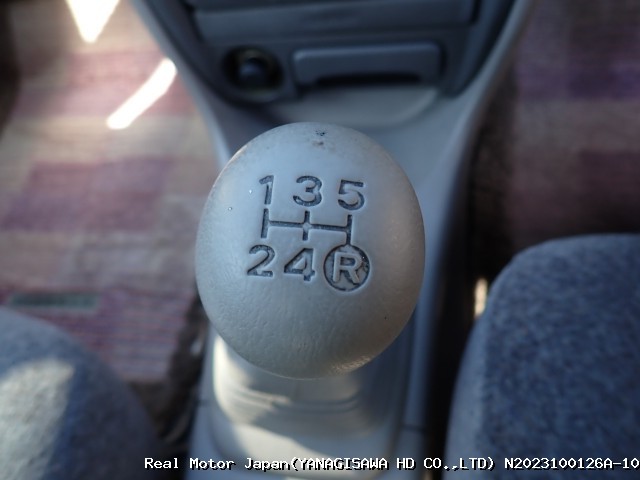 1 3 5
2 4 R
Real Motor Japan(YANAGISAWA HD CO.,LTD) N2023100126A-10